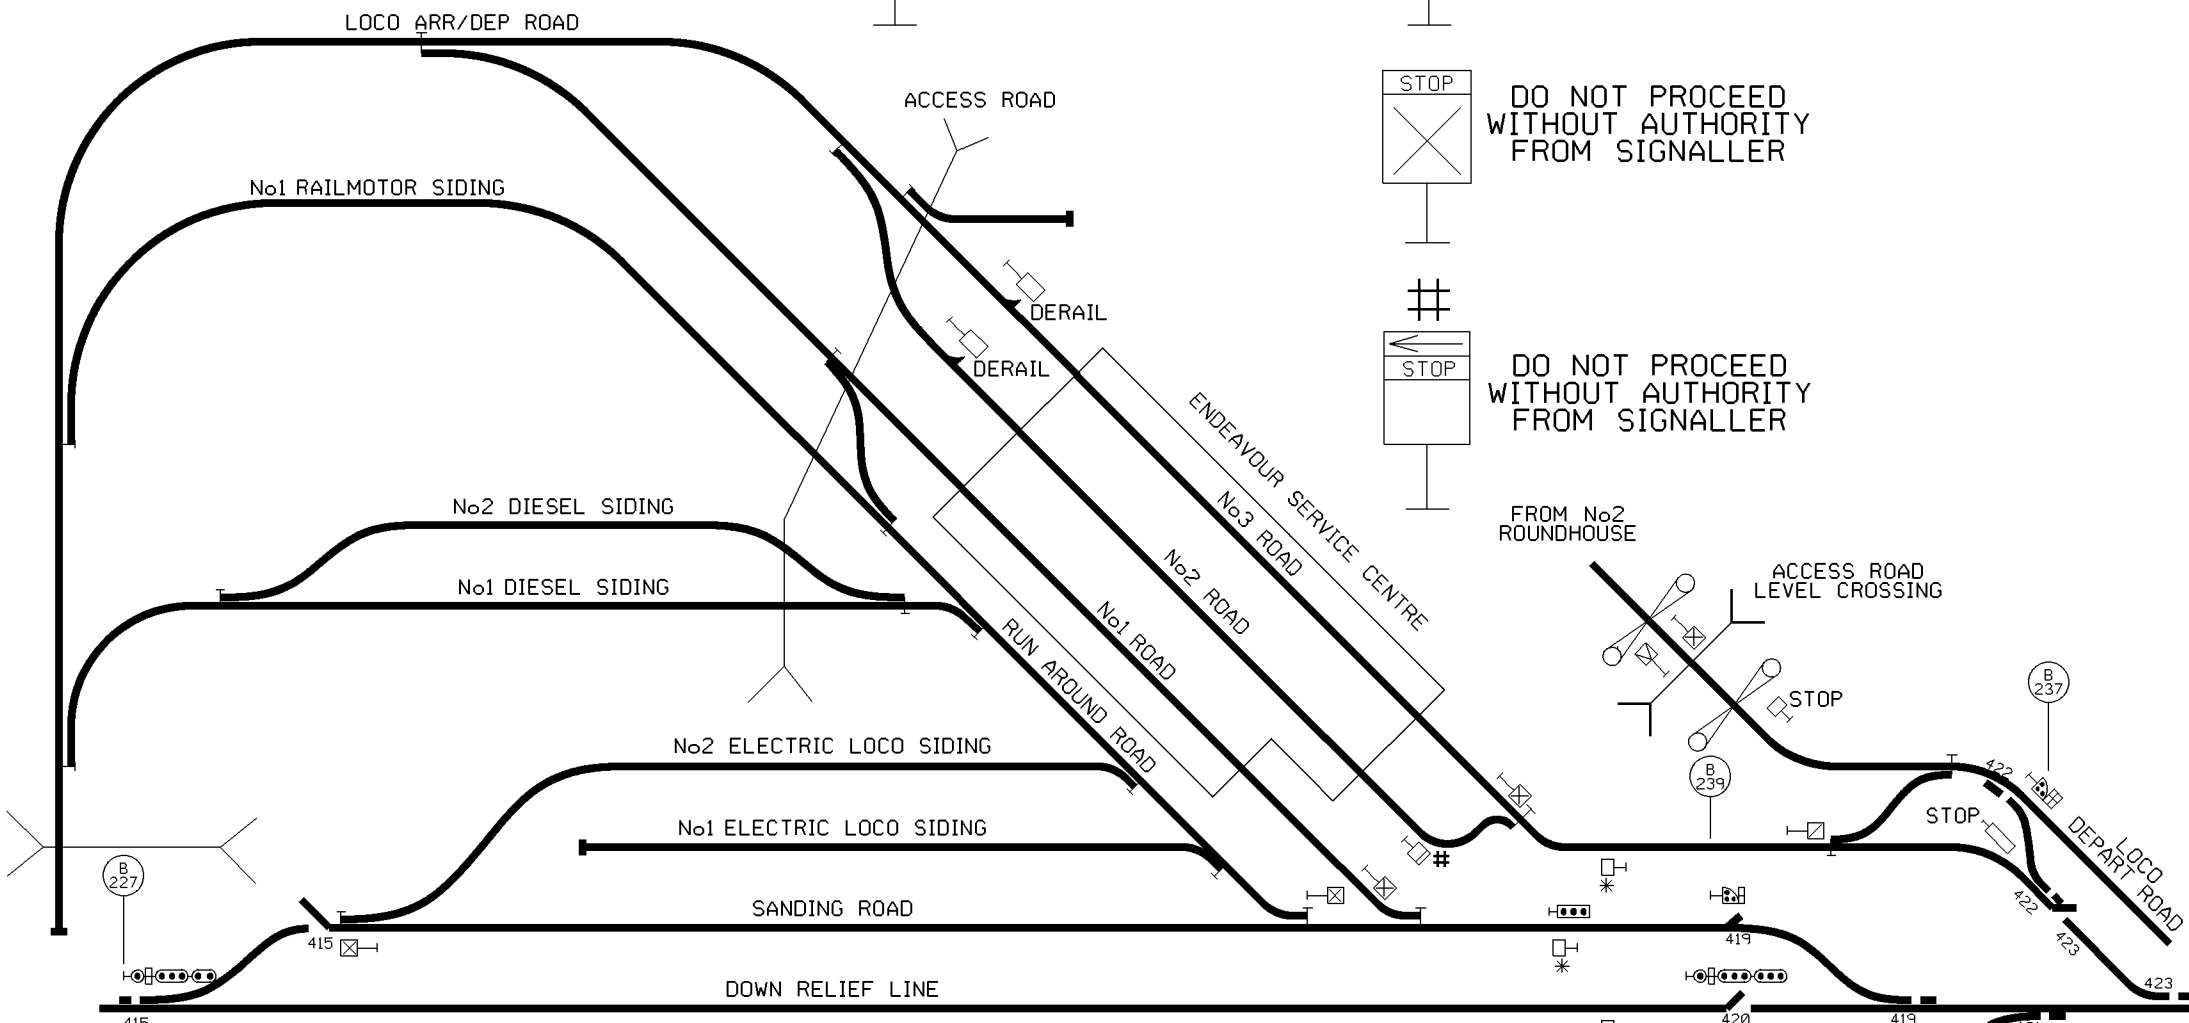 LOCO ARR/DEP ROAD
ACCESS ROAD
STOP
DO NOT PROCEED
WITHOUT AUTHORITY
FROM SIGNALLER
No1 RAILMOTOR SIDING
DERAIL
DERAIL
STOP
DO NOT PROCEED
WITHOUT AUTHORITY
FROM SIGNALLER
ENDEAVOUR SERVICE CENTRE
No3 ROAD
No2 ROAD
No1 ROAD
RUN AROUND ROAD
No2 DIESEL SIDING
No1 DIESEL SIDING
FROM No2
ROUNDHOUSE
ACCESS ROAD
LEVEL CROSSING
STOP
B
237
B
239
422
STOP
LOCO
DEPART ROAD
No2 ELECTRIC LOCO SIDING
No1 ELECTRIC LOCO SIDING
B
227
SANDING ROAD
415
419
422
423
DOWN RELIEF LINE
423
415
420
419